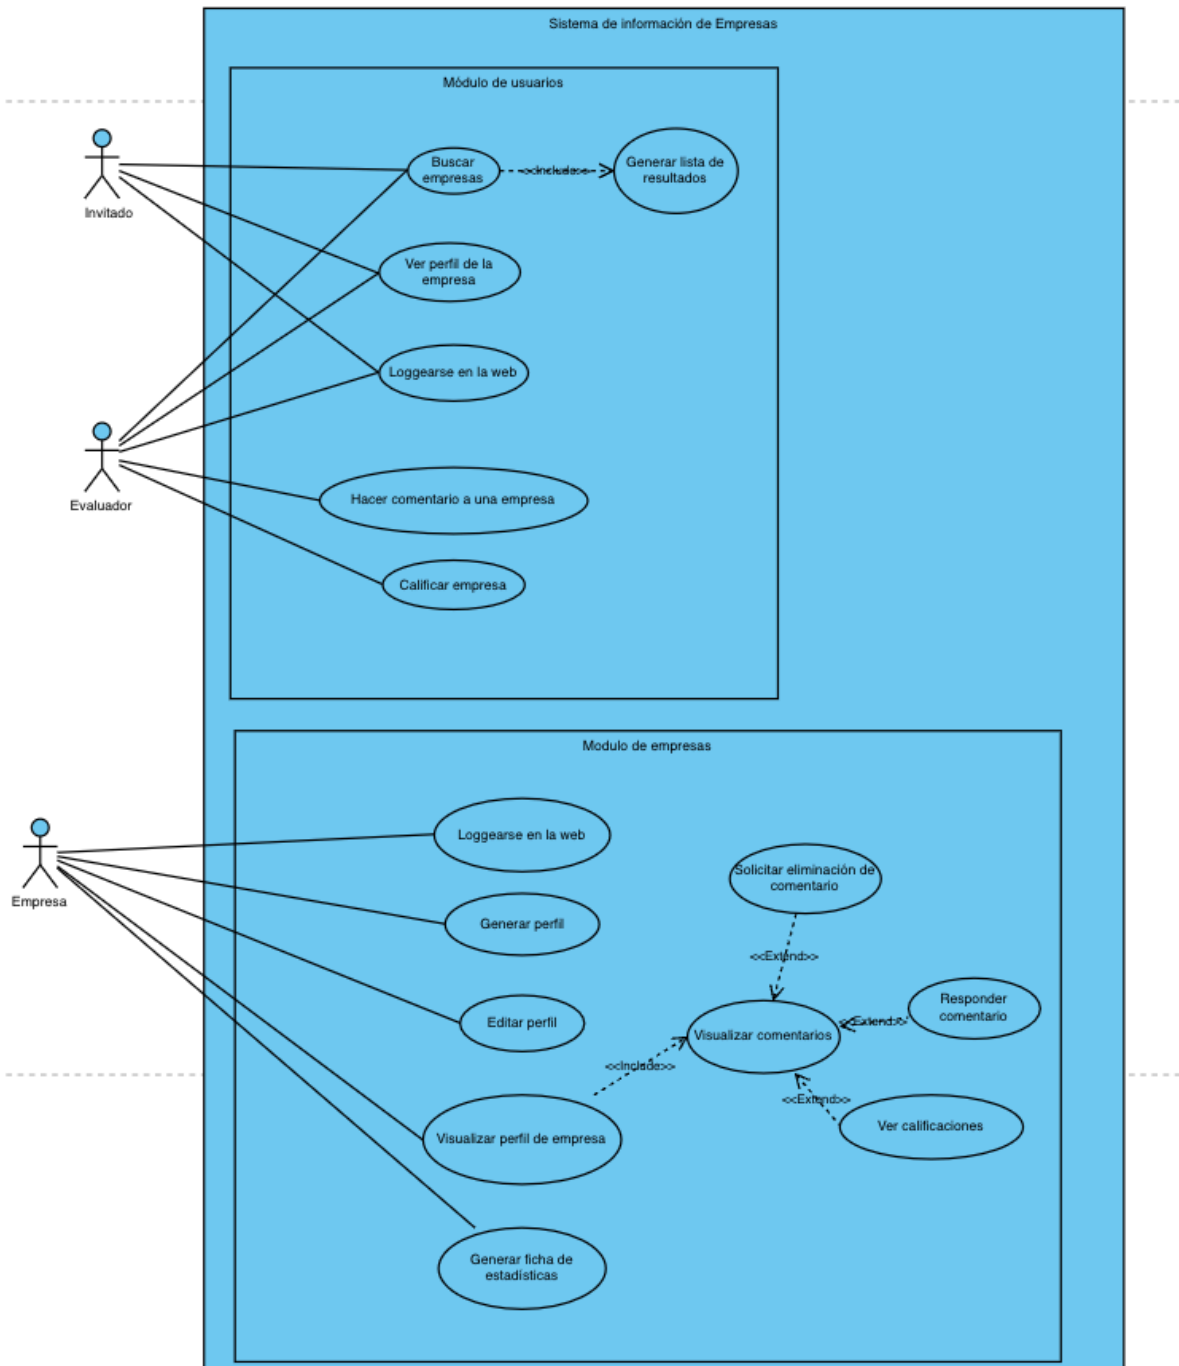 Sistema de información de Empresas
Módulo de usuarios
Buscar
empresas
<<Include>>
Generar lista de
resultados
Invitado
Ver perfil de la
empresa
Loggearse en la web
Evaluador
Hacer comentario a una empresa
Calificar empresa
Modulo de empresas
Loggearse en la web
Solicitar eliminación de
comentario
Empresa
Generar perfil
<<Extend>>
Responder
comentario
Editar perfil
<<Extend>>
Visualizar comentarios
<<Include>>
<<Extend>>
Ver calificaciones
Visualizar perfil de empresa
Generar ficha de
estadísticas